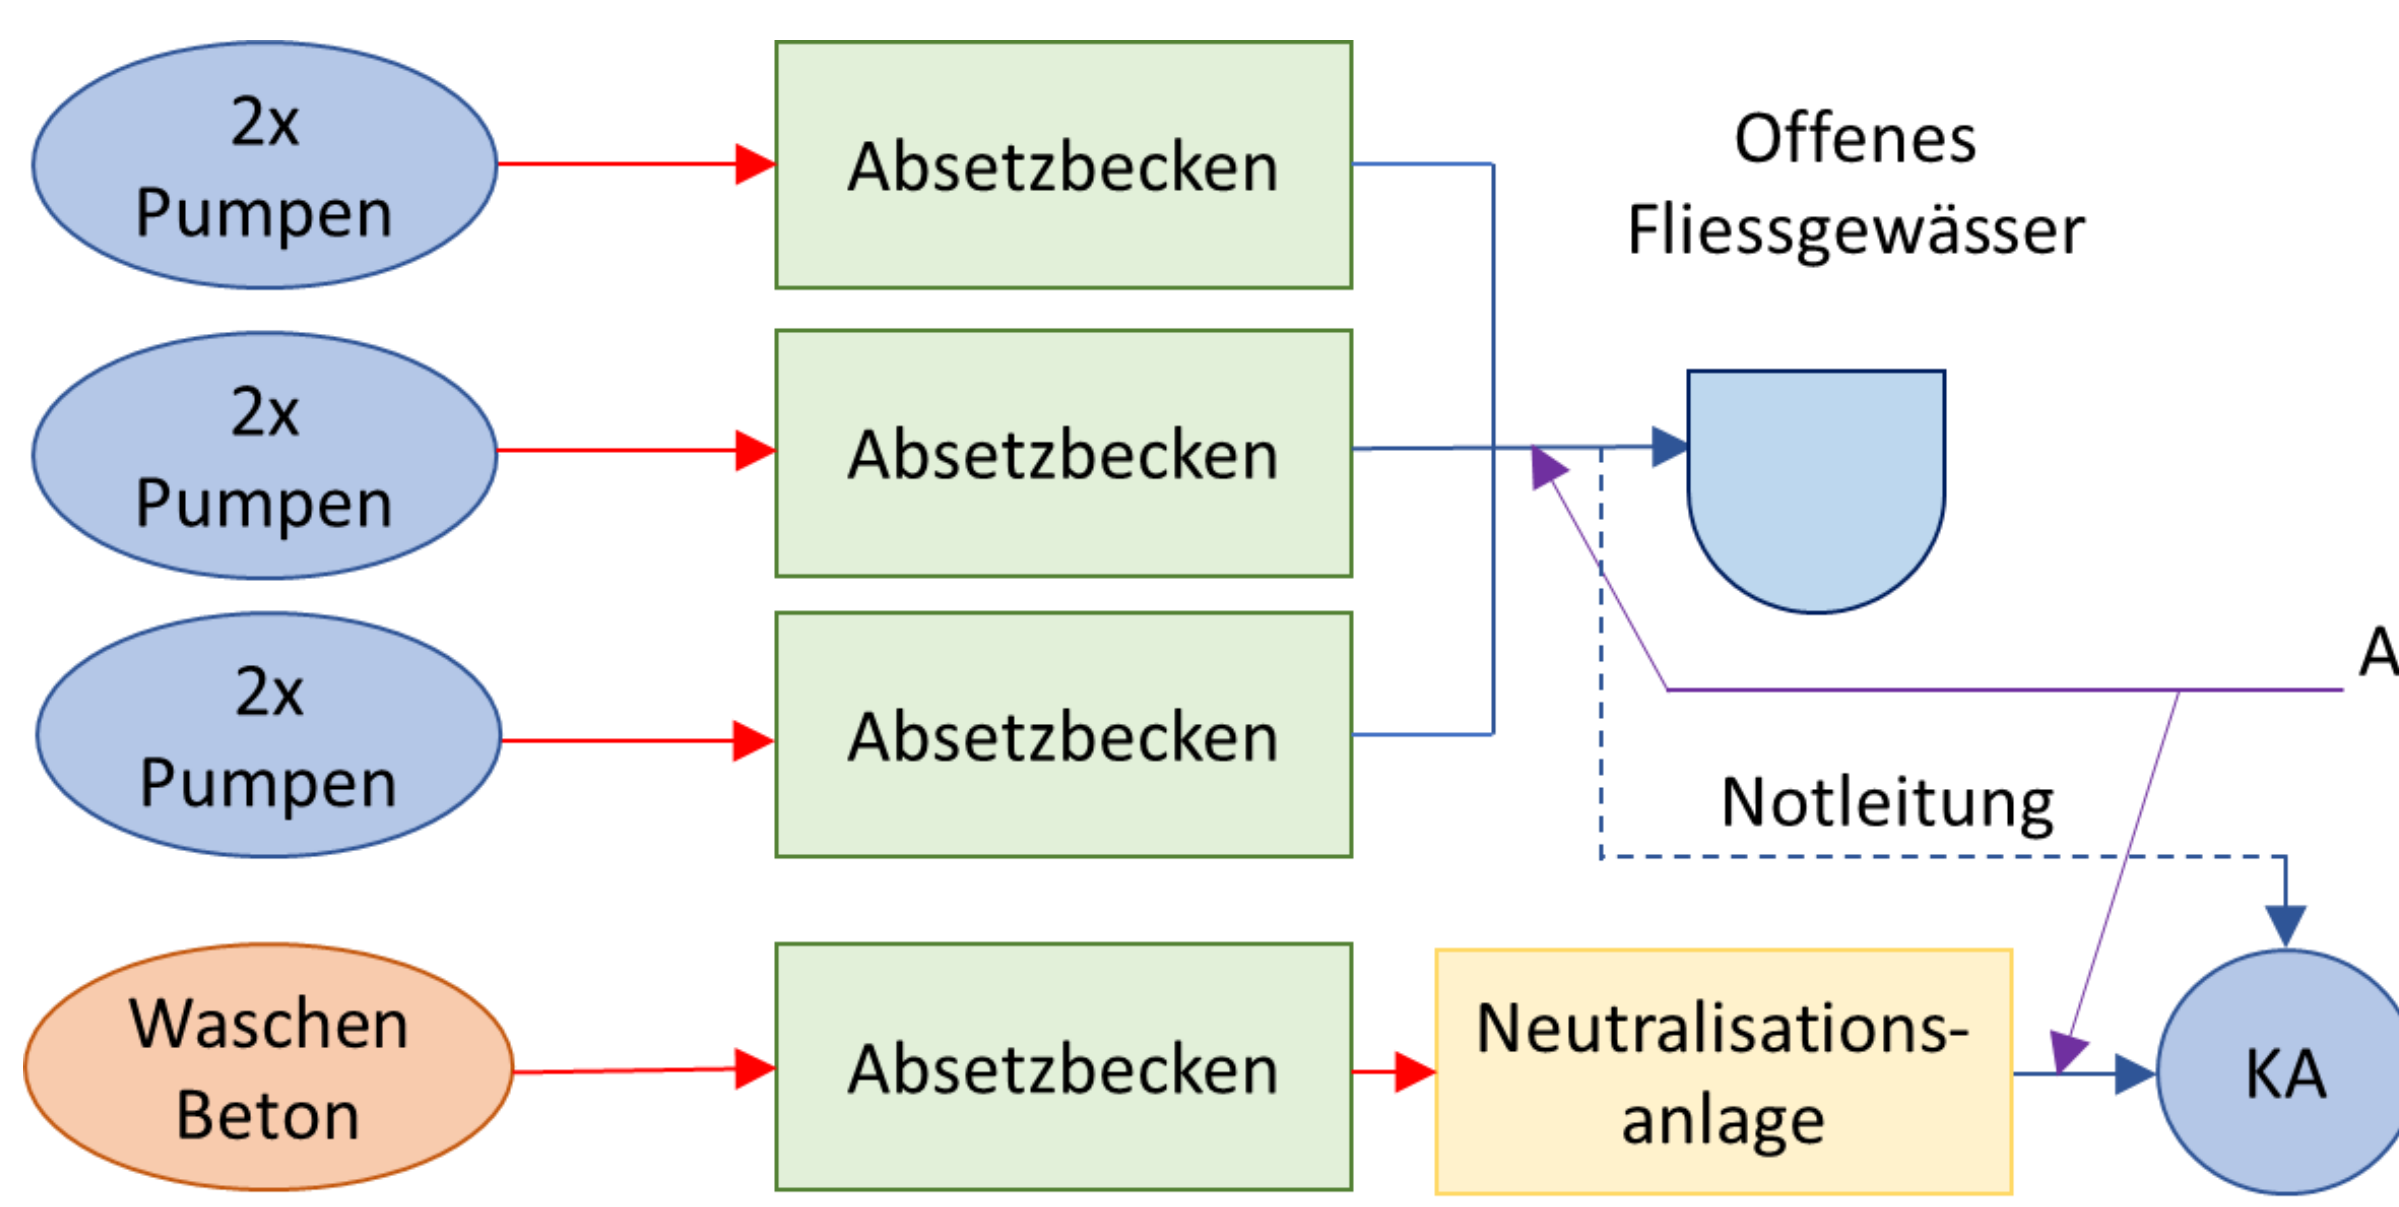 2x
Pumpen
Absetzbecken
Offenes
Fliessgewässer
2x
Pumpen
Absetzbecken
2x
Pumpen
Absetzbecken
A
Notleitung
Waschen
Beton
Absetzbecken
Neutralisations-
anlage
KA